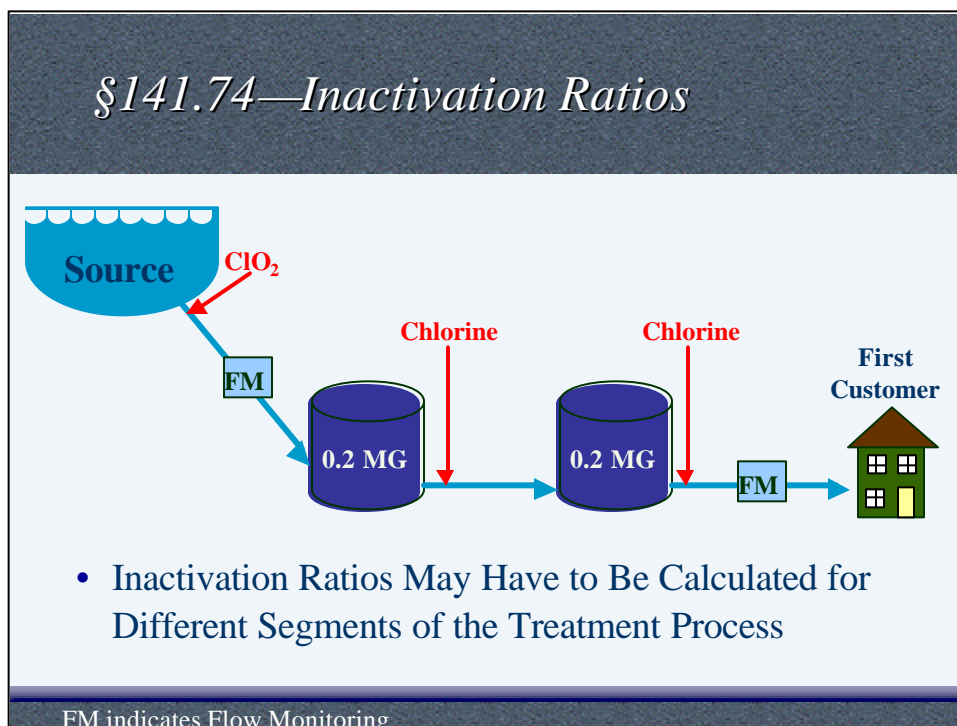 §141.74—Inactivation Ratios
Source
ClO₂
FM
Chlorine
Chlorine
First
Customer
0.2 MG
0.2 MG
FM
• Inactivation Ratios May Have to Be Calculated for
Different Segments of the Treatment Process
FM indicates Flow Monitoring